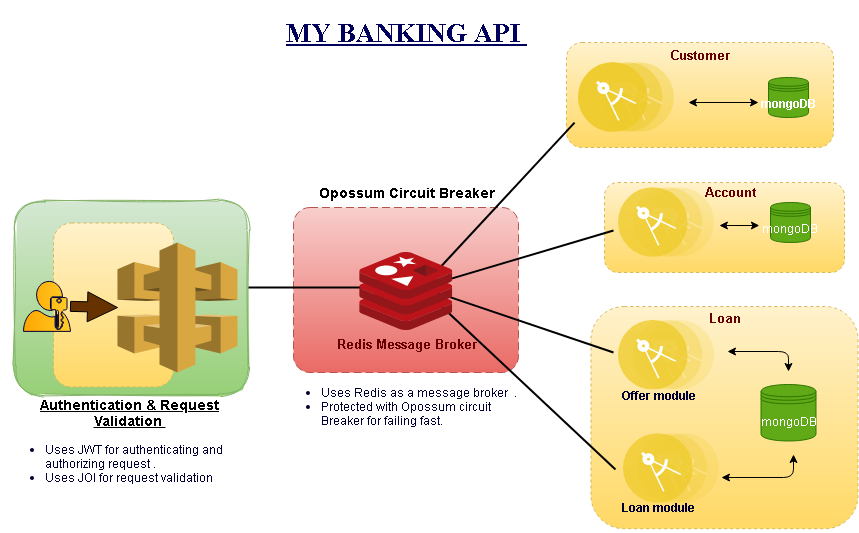 MY BANKING API
Customer
mongoDB
Opossum Circuit Breaker
Account
mongoDB
Redis Message Broker
Loan
Offer module
mongoDB
Loan module
Authentication & Request
Validation
• Uses JWT for authenticating and
authorizing request .
• Uses JOI for request validation
• Uses Redis as a message broker .
• Protected with Opossum circuit
Breaker for failing fast.